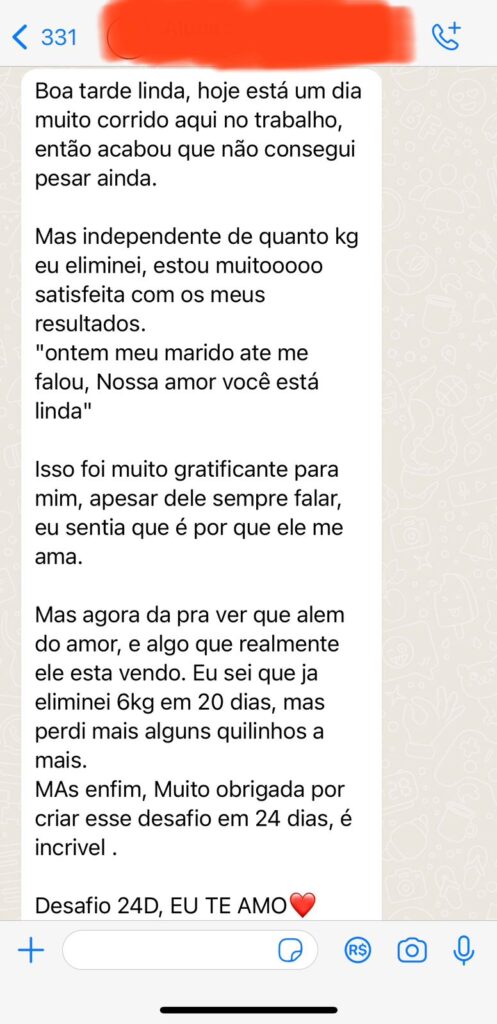 331
Boa tarde linda, hoje está um dia
muito corrido aqui no trabalho,
então acabou que não consegui
pesar ainda.
Mas independente de quanto kg
eu eliminei, estou muitooooo
satisfeita com os meus
resultados.
"ontem meu marido ate me
falou, Nossa amor você está
linda"
Isso foi muito gratificante para
mim, apesar dele sempre falar,
eu sentia que é por que ele me
ama.
Mas agora da pra ver que alem
do amor, e algo que realmente
ele esta vendo. Eu sei que ja
eliminei 6kg em 20 dias, mas
perdi mais alguns quilinhos a
mais.
MAs enfim, Muito obrigada por
criar esse desafio em 24 dias, é
incrivel .
Desafio 24D, EU TE AMO❤️
R$